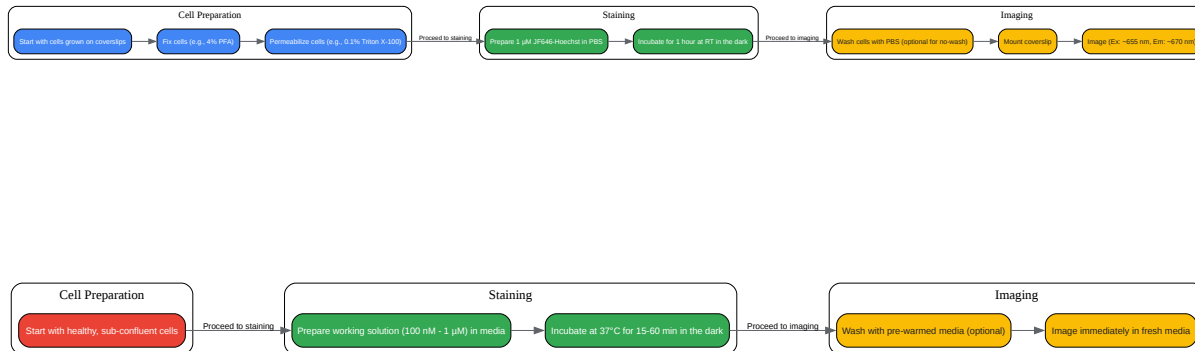 Cell Preparation
Start with cells grown on coverslips
Fix cells (e.g., 4% PFA)
Permeabilize cells (e.g., 0.1% Triton X-100)
Proceed to staining
Staining
Prepare 1 µM JF646-Hoechst in PBS
Incubate for 1 hour at RT in the dark
Proceed to imaging
Imaging
Wash cells with PBS (optional for no-wash)
Mount coverslip
Image (Ex: ~655 nm, Em: ~670 nm)
Cell Preparation
Start with healthy, sub-confluent cells
Proceed to staining
Staining
Prepare working solution (100 nM - 1 µM) in media
Incubate at 37°C for 15-60 min in the dark
Proceed to imaging
Imaging
Wash with pre-warmed media (optional)
Image immediately in fresh media